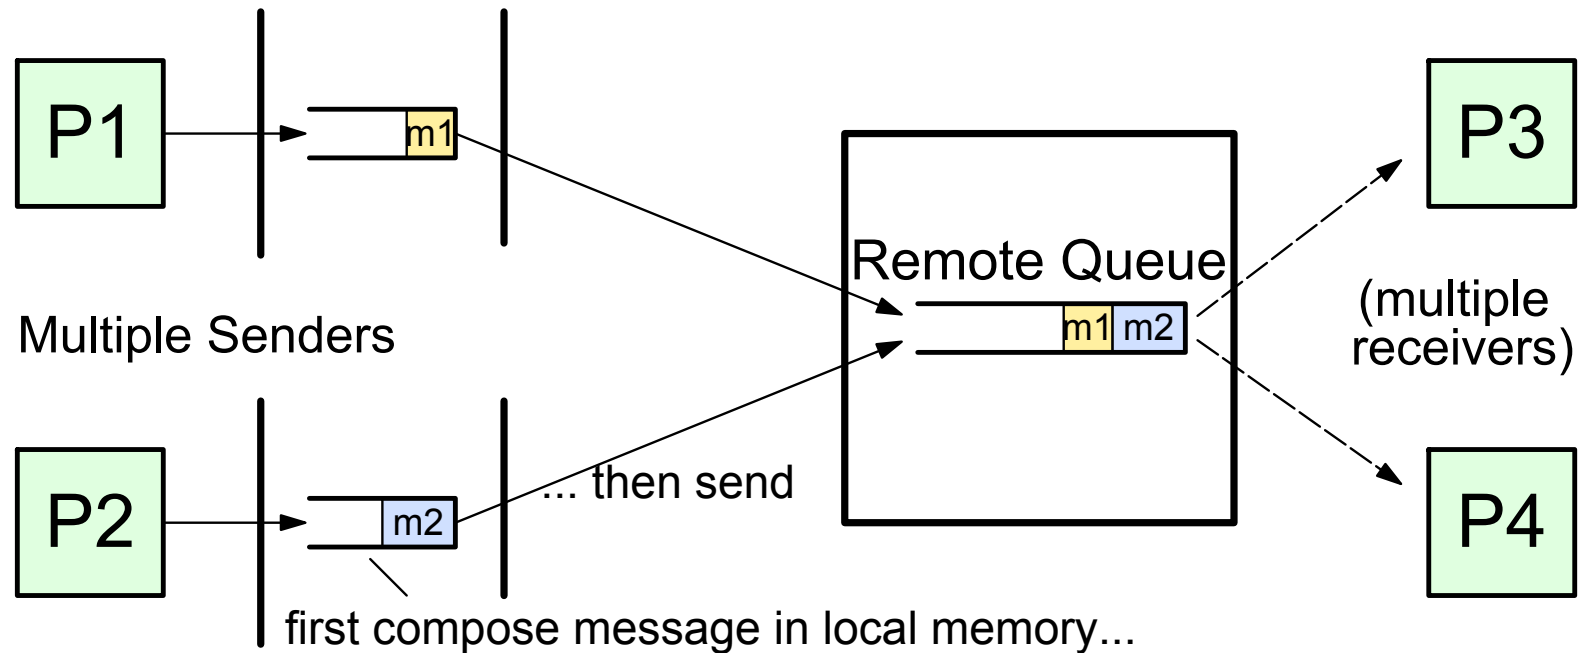 P1
m1
P3
Remote Queue
Multiple Senders
m1 m2
(multiple
receivers)
P2
m2
... then send
P4
first compose message in local memory...